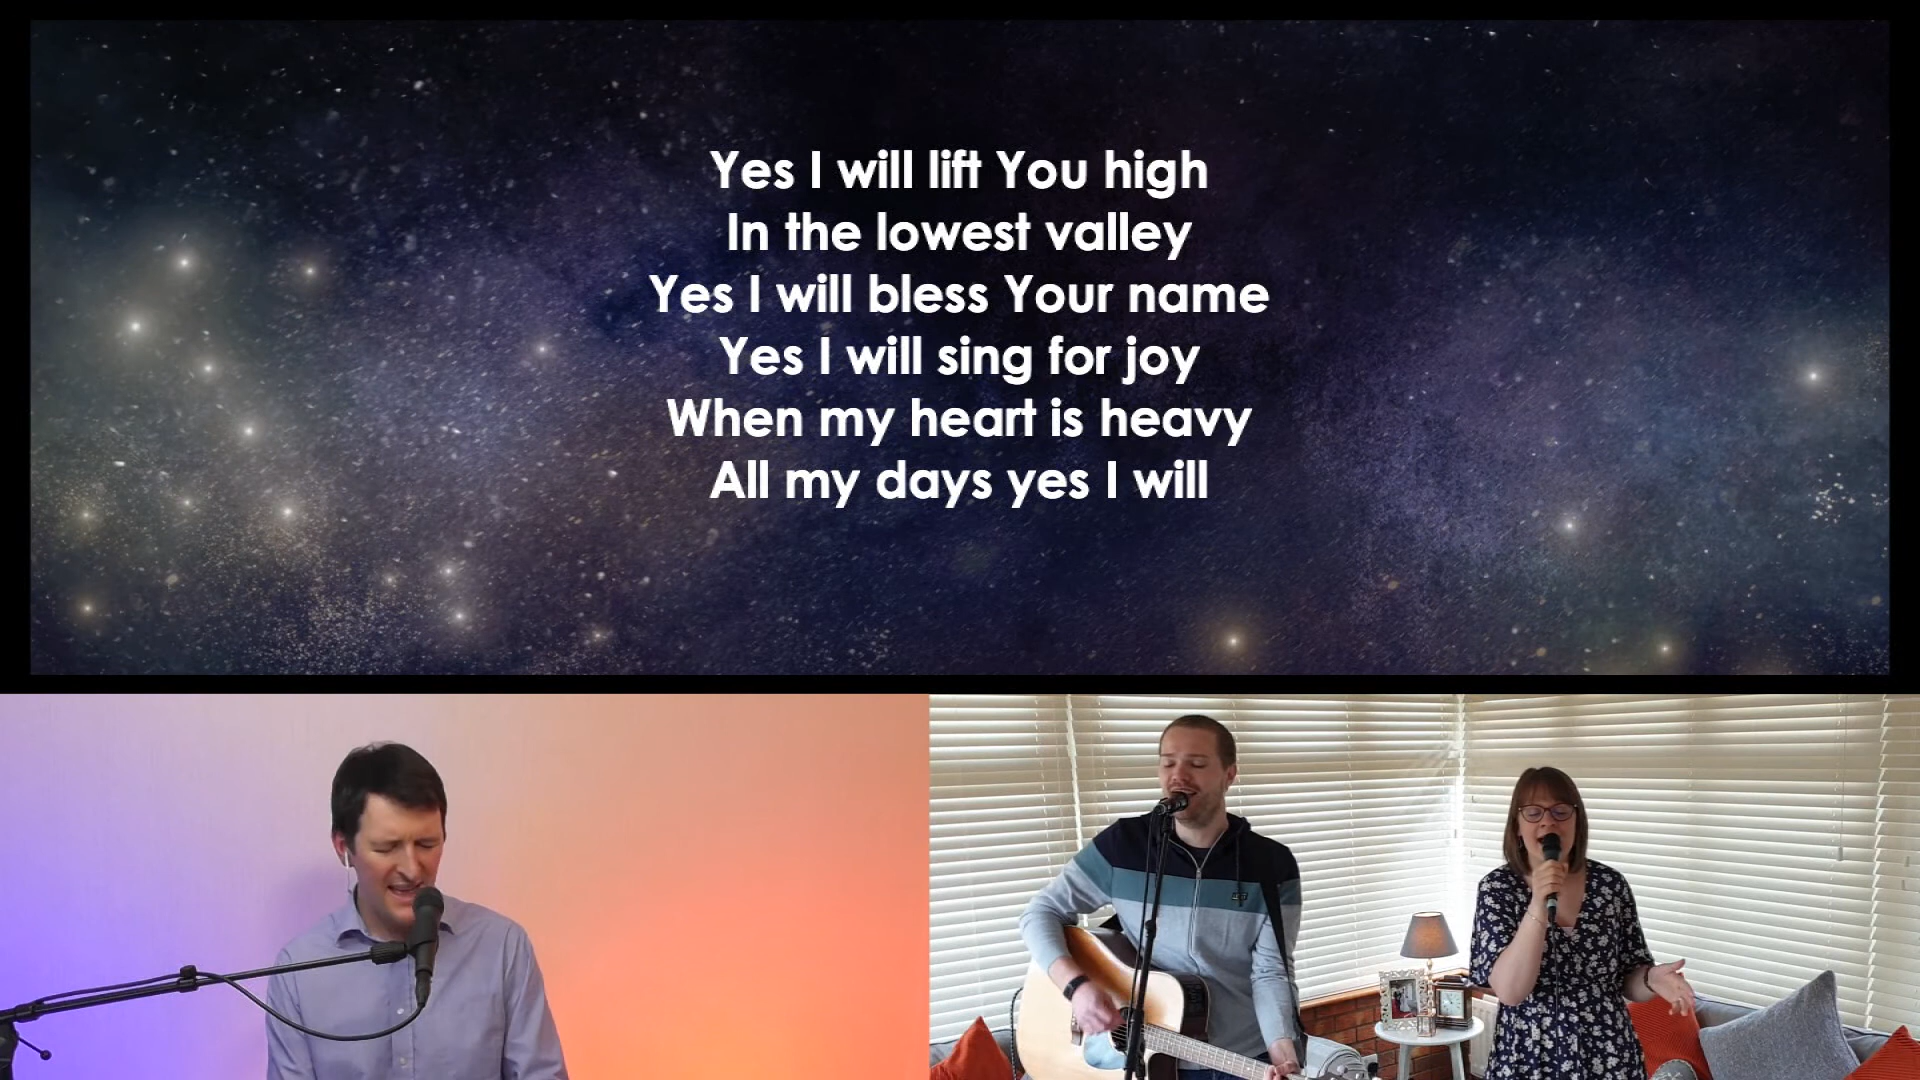 Yes I will lift You high
In the lowest valley
Yes I will bless Your name
Yes I will sing for joy
When my heart is heavy
All my days yes I will